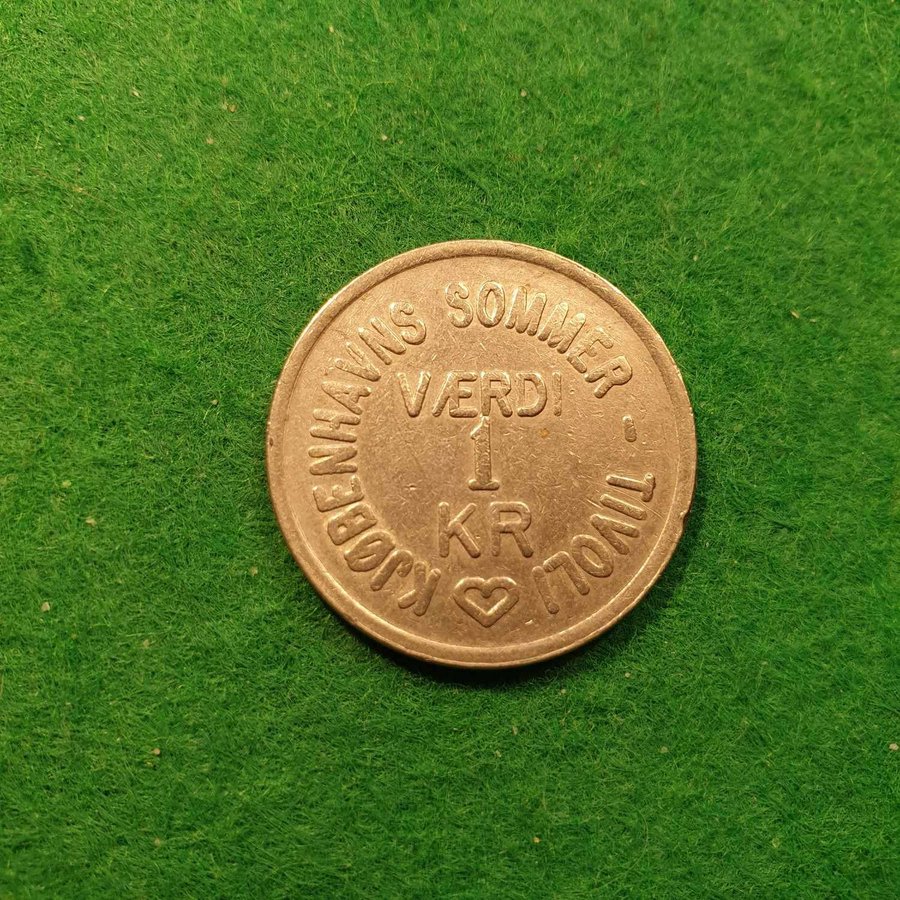 KJØBENHAVNS SOMMER - TIVOLI
VÆRDI
1
KR